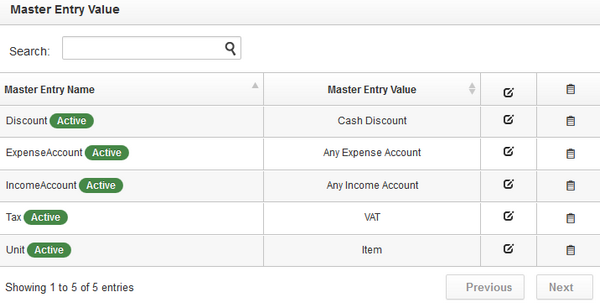 Master Entry Value
Search:
Master Entry Name Master Entry Value
Discount Active Cash Discount
ExpenseAccount Active Any Expense Account
IncomeAccount Active Any Income Account
Tax Active VAT
Unit Active Item
Showing 1 to 5 of 5 entries Previous Next